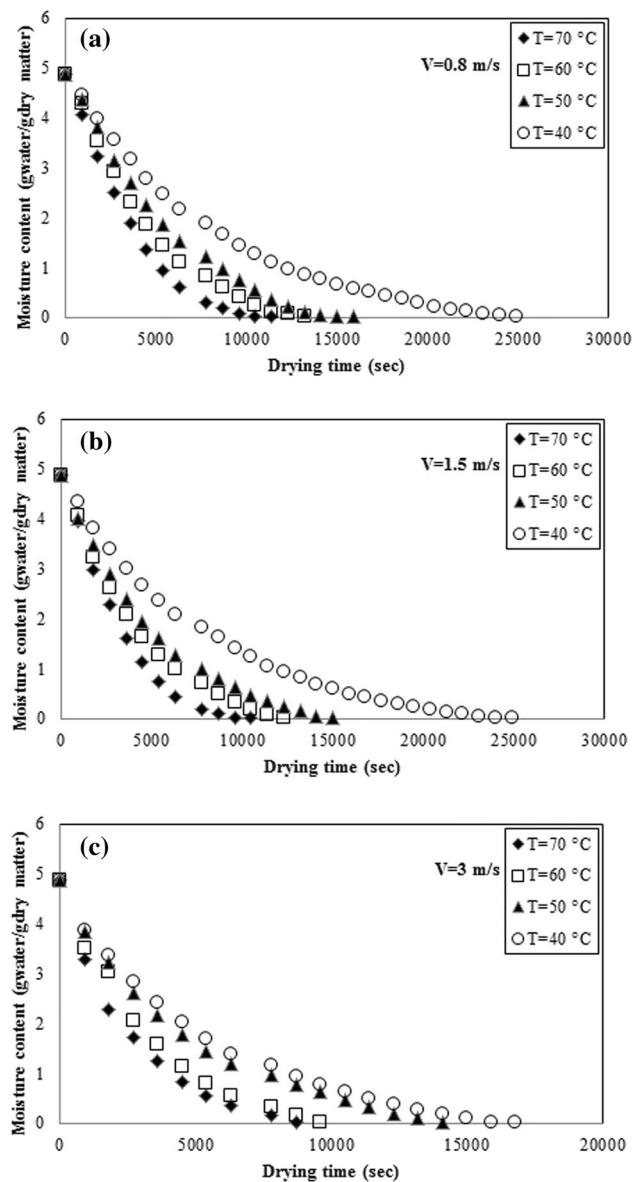 (a)
6
5
4
3
2
1
0
Moisture content (gwater/gdry matter)
V=0.8 m/s
T=70 °C
T=60 °C
T=50 °C
T=40 °C
0 5000 10000 15000 20000 25000 30000
Drying time (sec)
(b)
6
5
4
3
2
1
0
Moisture content (gwater/gdry matter)
V=1.5 m/s
T=70 °C
T=60 °C
T=50 °C
T=40 °C
0 5000 10000 15000 20000 25000 30000
Drying time (sec)
(c)
6
5
4
3
2
1
0
Moisture content (gwater/gdry matter)
V=3 m/s
T=70 °C
T=60 °C
T=50 °C
T=40 °C
0 5000 10000 15000 20000
Drying time (sec)